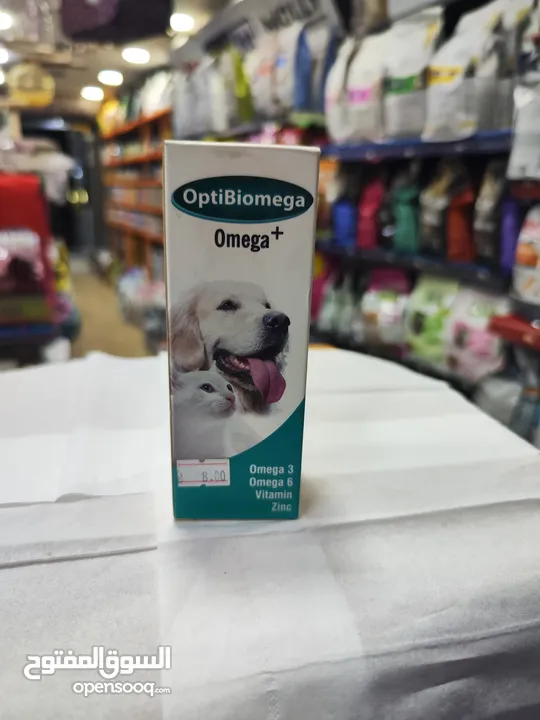 OptiBiomega
Omega+
Omega 3
Omega 6
Vitamin
Zinc
8.00
السوق المفتوح
opensooq.com